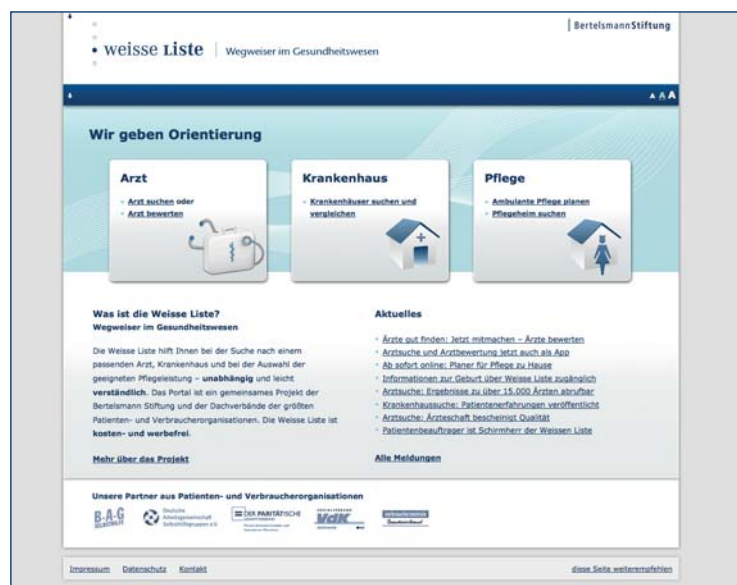 BertelsmannStiftung
weisse Liste | Wegweiser im Gesundheitswesen
A A A
Wir geben Orientierung
Arzt
Arzt suchen oder
Arzt bewerten
Krankenhaus
Krankenhäuser suchen und
vergleichen
Pflege
Ambulante Pflege planen
Pflegeheim suchen
Was ist die Weisse Liste?
Wegweiser im Gesundheitswesen
Die Weisse Liste hilft Ihnen bei der Suche nach einem
passenden Arzt, Krankenhaus und bei der Auswahl der
geeigneten Pflegeleistung – unabhängig und leicht
verständlich. Das Portal ist ein gemeinsames Projekt der
Bertelsmann Stiftung und der Dachverbände der größten
Patienten- und Verbraucherorganisationen. Die Weisse Liste ist
kosten- und werbefrei.
Mehr über das Projekt
Aktuelles
Ärzte gut finden: Jetzt mitmachen – Ärzte bewerten
Arztsuche und Arztbewertung jetzt auch als App
Ab sofort online: Planer für Pflege zu Hause
Informationen zur Geburt über Weisse Liste zugänglich
Arztsuche: Ergebnisse zu über 15.000 Ärzten abrufbar
Krankenhaussuche: Patientenerfahrungen veröffentlicht
Arztsuche: Ärzteschaft bescheinigt Qualität
Patientenbeauftrager ist Schirmherr der Weissen Liste
Alle Meldungen
Unsere Partner aus Patienten- und Verbraucherorganisationen
B·A·G
SELBSTHILFE
Deutsche
Arbeitsgemeinschaft
Selbsthilfegruppen e.V.
DER PARITÄTISCHE
SOZIALVERBAND
VdK
verbraucherzentrale
Bundesverband
Impressum Datenschutz Kontakt
diese Seite weiterempfehlen